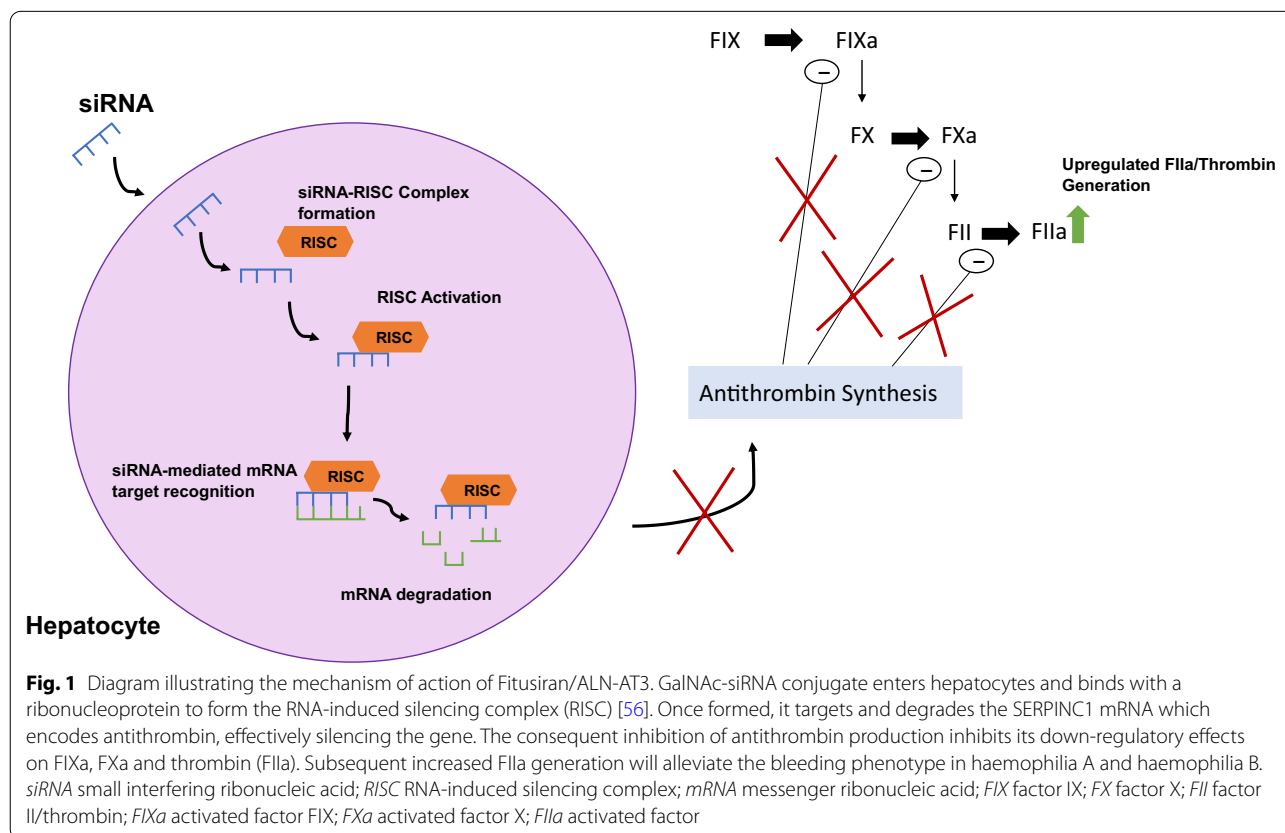 siRNA
siRNA-RISC Complex
formation
RISC
RISC Activation
RISC
siRNA-mediated mRNA
target recognition
RISC
RISC
mRNA degradation
Hepatocyte
FIX
FIXa
−
FX
FXa
−
Upregulated FIIa/Thrombin
Generation
FII
FIIa
−
Antithrombin Synthesis
Fig. 1 Diagram illustrating the mechanism of action of Fitusiran/ALN-AT3. GalNAc-siRNA conjugate enters hepatocytes and binds with a
ribonucleoprotein to form the RNA-induced silencing complex (RISC) [56]. Once formed, it targets and degrades the SERPINC1 mRNA which
encodes antithrombin, effectively silencing the gene. The consequent inhibition of antithrombin production inhibits its down-regulatory effects
on FIXa, FXa and thrombin (FIIa). Subsequent increased FIIa generation will alleviate the bleeding phenotype in haemophilia A and haemophilia B.
siRNA small interfering ribonucleic acid; RISC RNA-induced silencing complex; mRNA messenger ribonucleic acid; FIX factor IX; FX factor X; FII factor
II/thrombin; FIXa activated factor FIX; FXa activated factor X; FIIa activated factor